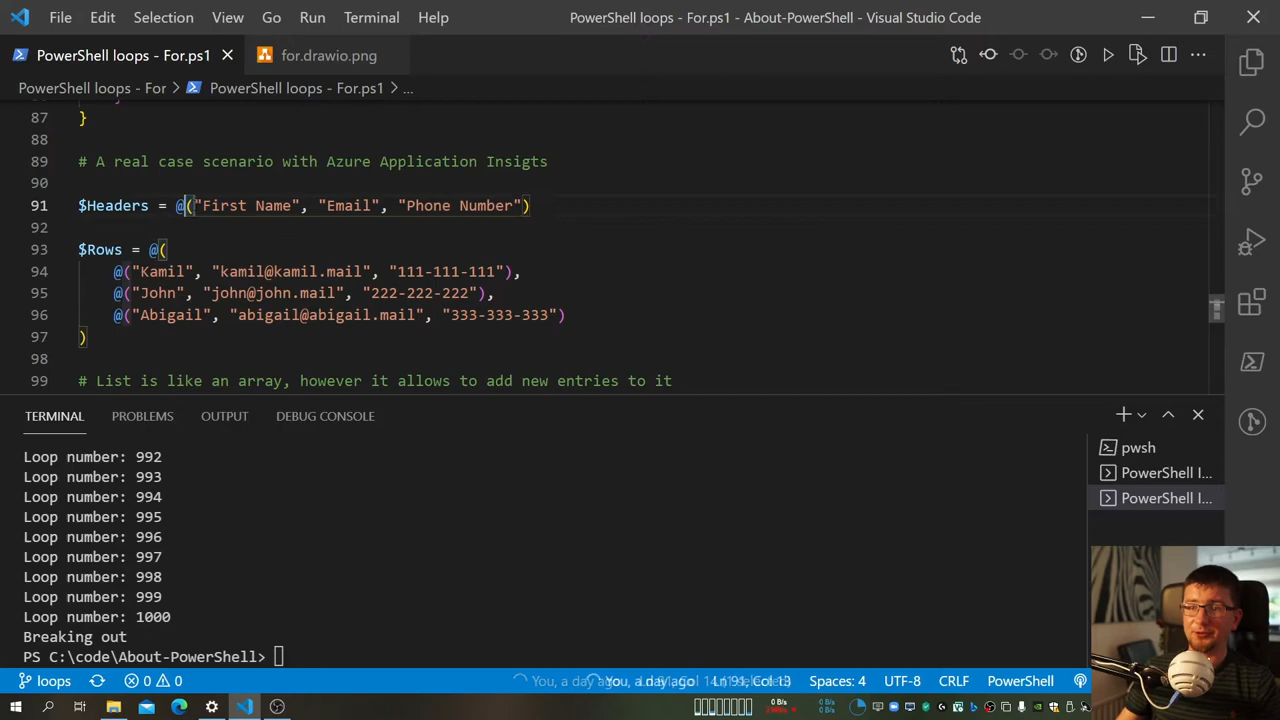 File Edit Selection View Go Run Terminal Help PowerShell loops - For.ps1 - About-PowerShell - Visual Studio Code
PowerShell loops - For.ps1 for.drawio.png
PowerShell loops - For > PowerShell loops - For.ps1 > ...
87 }
88
89 # A real case scenario with Azure Application Insigts
90
91 $Headers = @("First Name", "Email", "Phone Number")
92
93 $Rows = @(
94 @("Kamil", "kamil@kamil.mail", "111-111-111"),
95 @("John", "john@john.mail", "222-222-222"),
96 @("Abigail", "abigail@abigail.mail", "333-333-333")
97 )
98
99 # List is like an array, however it allows to add new entries to it
TERMINAL PROBLEMS OUTPUT DEBUG CONSOLE
Loop number: 992
Loop number: 993
Loop number: 994
Loop number: 995
Loop number: 996
Loop number: 997
Loop number: 998
Loop number: 999
Loop number: 1000
Breaking out
PS C:\code\About-PowerShell>
pwsh
PowerShell I...
PowerShell I...
loops 0 0 You, a day ago Ln 91, Col 13 Spaces: 4 UTF-8 CRLF PowerShell